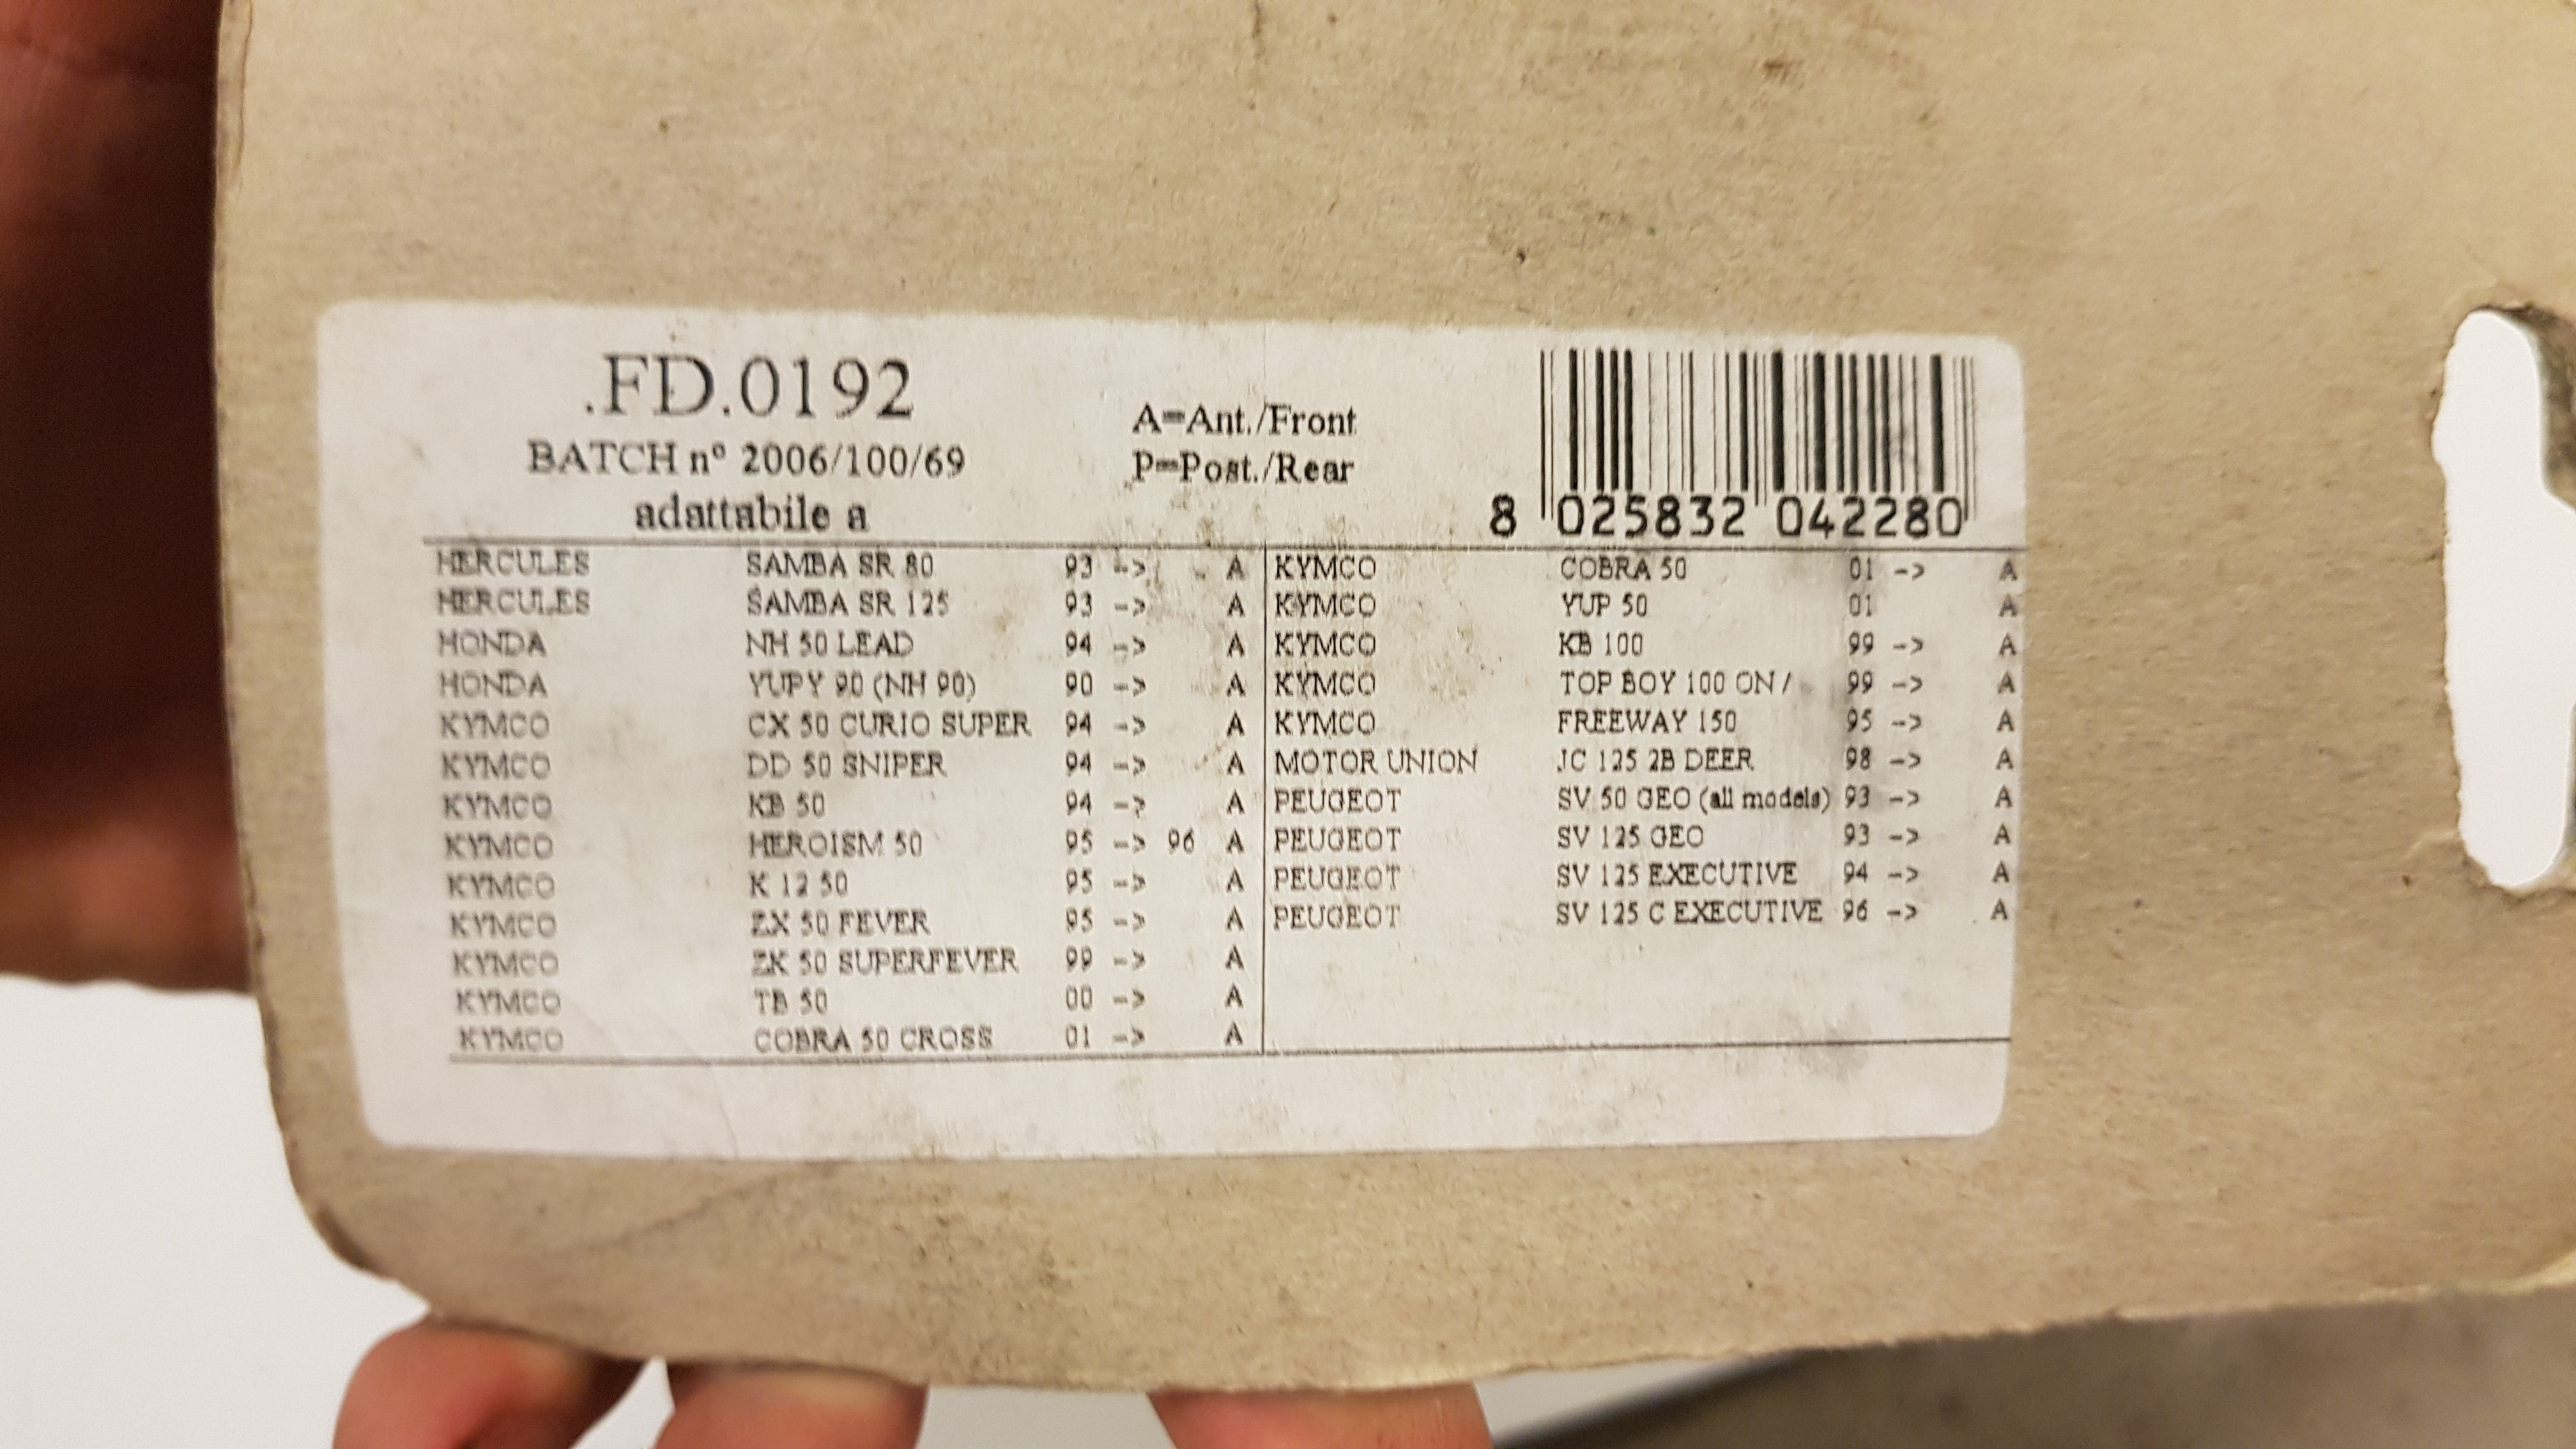 .FD.0192
BATCH nº 2006/100/69
adattabile a
A=Ant./Front
P=Post./Rear
8 025832 042280
HERCULES SAMBA SR 80 93 -> A
HERCULES SAMBA SR 125 93 -> A
HONDA NH 50 LEAD 94 -> A
HONDA YUPY 90 (NH 90) 90 -> A
KYMCO CX 50 CURIO SUPER 94 -> A
KYMCO DD 50 SNIPER 94 -> A
KYMCO KB 50 94 -> A
KYMCO HEROISM 50 95 -> 96 A
KYMCO K 12 50 95 -> A
KYMCO ZX 50 FEVER 95 -> A
KYMCO ZK 50 SUPERFEVER 99 -> A
KYMCO TB 50 00 -> A
KYMCO COBRA 50 CROSS 01 -> A
KYMCO COBRA 50 01 -> A
KYMCO YUP 50 01 A
KYMCO KB 100 99 -> A
KYMCO TOP BOY 100 ON / 99 -> A
KYMCO FREEWAY 150 95 -> A
MOTOR UNION JC 125 2B DEER 98 -> A
PEUGEOT SV 50 GEO (all models) 93 -> A
PEUGEOT SV 125 GEO 93 -> A
PEUGEOT SV 125 EXECUTIVE 94 -> A
PEUGEOT SV 125 C EXECUTIVE 96 -> A